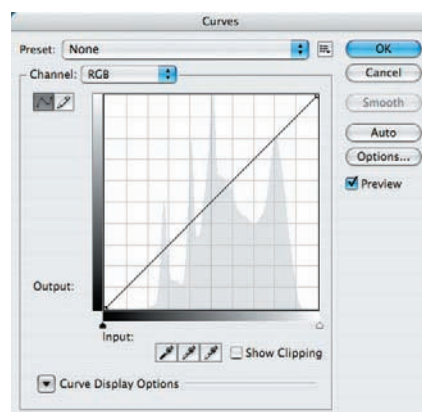 Curves
Preset: None
OK
Channel: RGB
Cancel
Smooth
Auto
Options...
Preview
Output:
Input:
Show Clipping
Curve Display Options